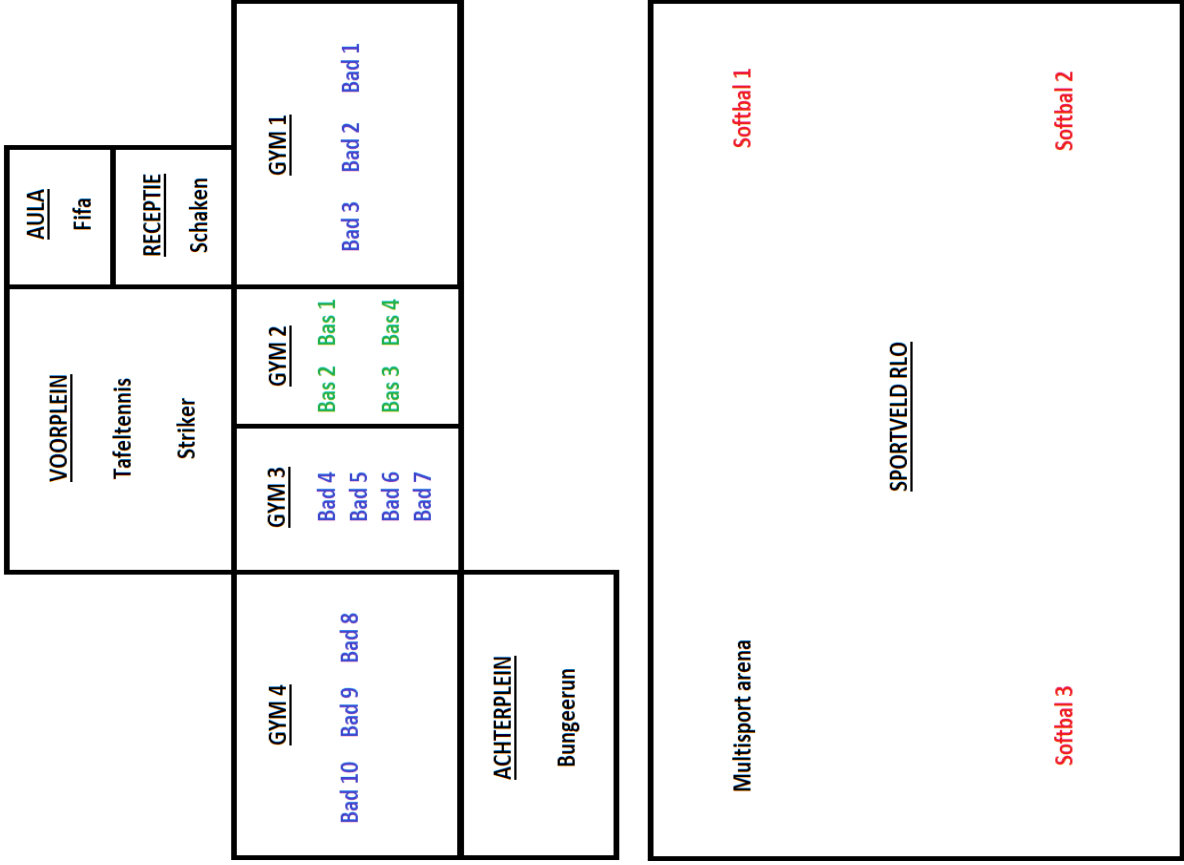 AULA
Fifa
VOORPLEIN
Tafeltennis
Striker
RECEPTIE
Schaken
GYM 4
Bad 10 Bad 9 Bad 8
GYM 3
Bad 4
Bad 5
Bad 6
Bad 7
GYM 2
Bas 2 Bas 1
Bas 3 Bas 4
GYM 1
Bad 3 Bad 2 Bad 1
ACHTERPLEIN
Bungeerun
Multisport arena
Softbal 1
SPORTVELD RLO
Softbal 3
Softbal 2